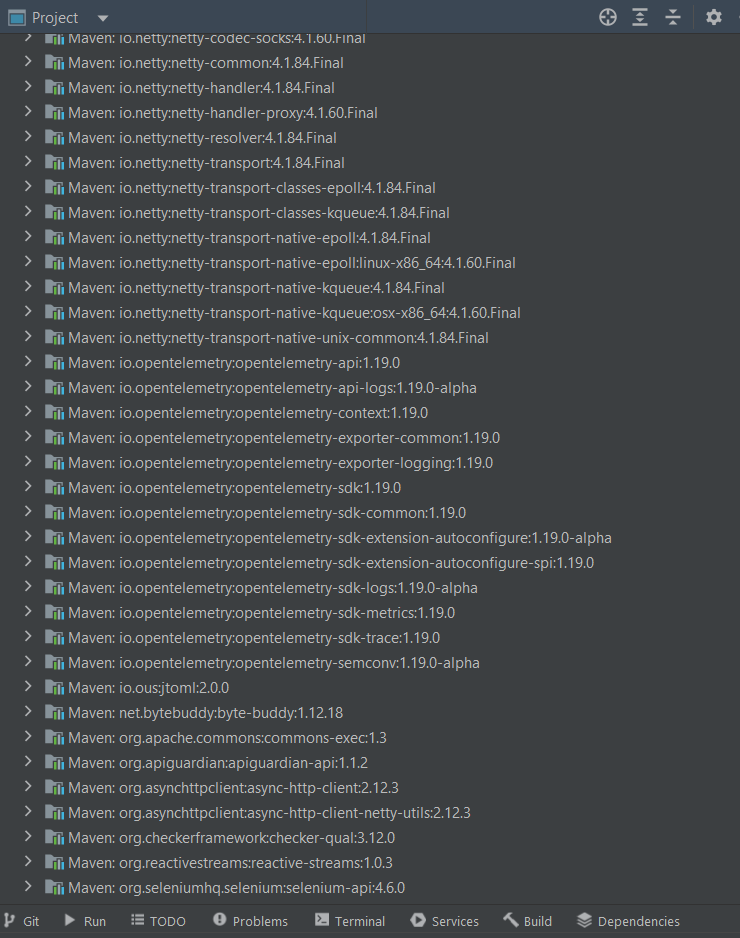 Project
Maven: io.netty:netty-codec-socks:4.1.60.Final
Maven: io.netty:netty-common:4.1.84.Final
Maven: io.netty:netty-handler:4.1.84.Final
Maven: io.netty:netty-handler-proxy:4.1.60.Final
Maven: io.netty:netty-resolver:4.1.84.Final
Maven: io.netty:netty-transport:4.1.84.Final
Maven: io.netty:netty-transport-classes-epoll:4.1.84.Final
Maven: io.netty:netty-transport-classes-kqueue:4.1.84.Final
Maven: io.netty:netty-transport-native-epoll:4.1.84.Final
Maven: io.netty:netty-transport-native-epoll:linux-x86_64:4.1.60.Final
Maven: io.netty:netty-transport-native-kqueue:4.1.84.Final
Maven: io.netty:netty-transport-native-kqueue:osx-x86_64:4.1.60.Final
Maven: io.netty:netty-transport-native-unix-common:4.1.84.Final
Maven: io.opentelemetry:opentelemetry-api:1.19.0
Maven: io.opentelemetry:opentelemetry-api-logs:1.19.0-alpha
Maven: io.opentelemetry:opentelemetry-context:1.19.0
Maven: io.opentelemetry:opentelemetry-exporter-common:1.19.0
Maven: io.opentelemetry:opentelemetry-exporter-logging:1.19.0
Maven: io.opentelemetry:opentelemetry-sdk:1.19.0
Maven: io.opentelemetry:opentelemetry-sdk-common:1.19.0
Maven: io.opentelemetry:opentelemetry-sdk-extension-autoconfigure:1.19.0-alpha
Maven: io.opentelemetry:opentelemetry-sdk-extension-autoconfigure-spi:1.19.0
Maven: io.opentelemetry:opentelemetry-sdk-logs:1.19.0-alpha
Maven: io.opentelemetry:opentelemetry-sdk-metrics:1.19.0
Maven: io.opentelemetry:opentelemetry-sdk-trace:1.19.0
Maven: io.opentelemetry:opentelemetry-semconv:1.19.0-alpha
Maven: io.ous:jtoml:2.0.0
Maven: net.bytebuddy:byte-buddy:1.12.18
Maven: org.apache.commons:commons-exec:1.3
Maven: org.apiguardian:apiguardian-api:1.1.2
Maven: org.asynchttpclient:async-http-client:2.12.3
Maven: org.asynchttpclient:async-http-client-netty-utils:2.12.3
Maven: org.checkerframework:checker-qual:3.12.0
Maven: org.reactivestreams:reactive-streams:1.0.3
Maven: org.seleniumhq.selenium:selenium-api:4.6.0
Git Run TODO Problems Terminal Services Build Dependencies